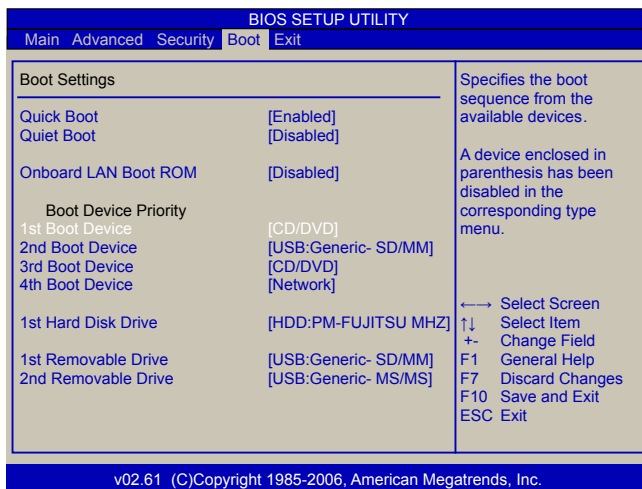 BIOS SETUP UTILITY
Main Advanced Security Boot Exit
Boot Settings
Quick Boot [Enabled]
Quiet Boot [Disabled]
Onboard LAN Boot ROM [Disabled]
Boot Device Priority
1st Boot Device [CD/DVD]
2nd Boot Device [USB:Generic- SD/MM]
3rd Boot Device [CD/DVD]
4th Boot Device [Network]
1st Hard Disk Drive [HDD:PM-FUJITSU MHZ]
1st Removable Drive [USB:Generic- SD/MM]
2nd Removable Drive [USB:Generic- MS/MS]
Specifies the boot
sequence from the
available devices.
A device enclosed in
parenthesis has been
disabled in the
corresponding type
menu.
←→ Select Screen
↑↓ Select Item
+- Change Field
F1 General Help
F7 Discard Changes
F10 Save and Exit
ESC Exit
v02.61 (C)Copyright 1985-2006, American Megatrends, Inc.